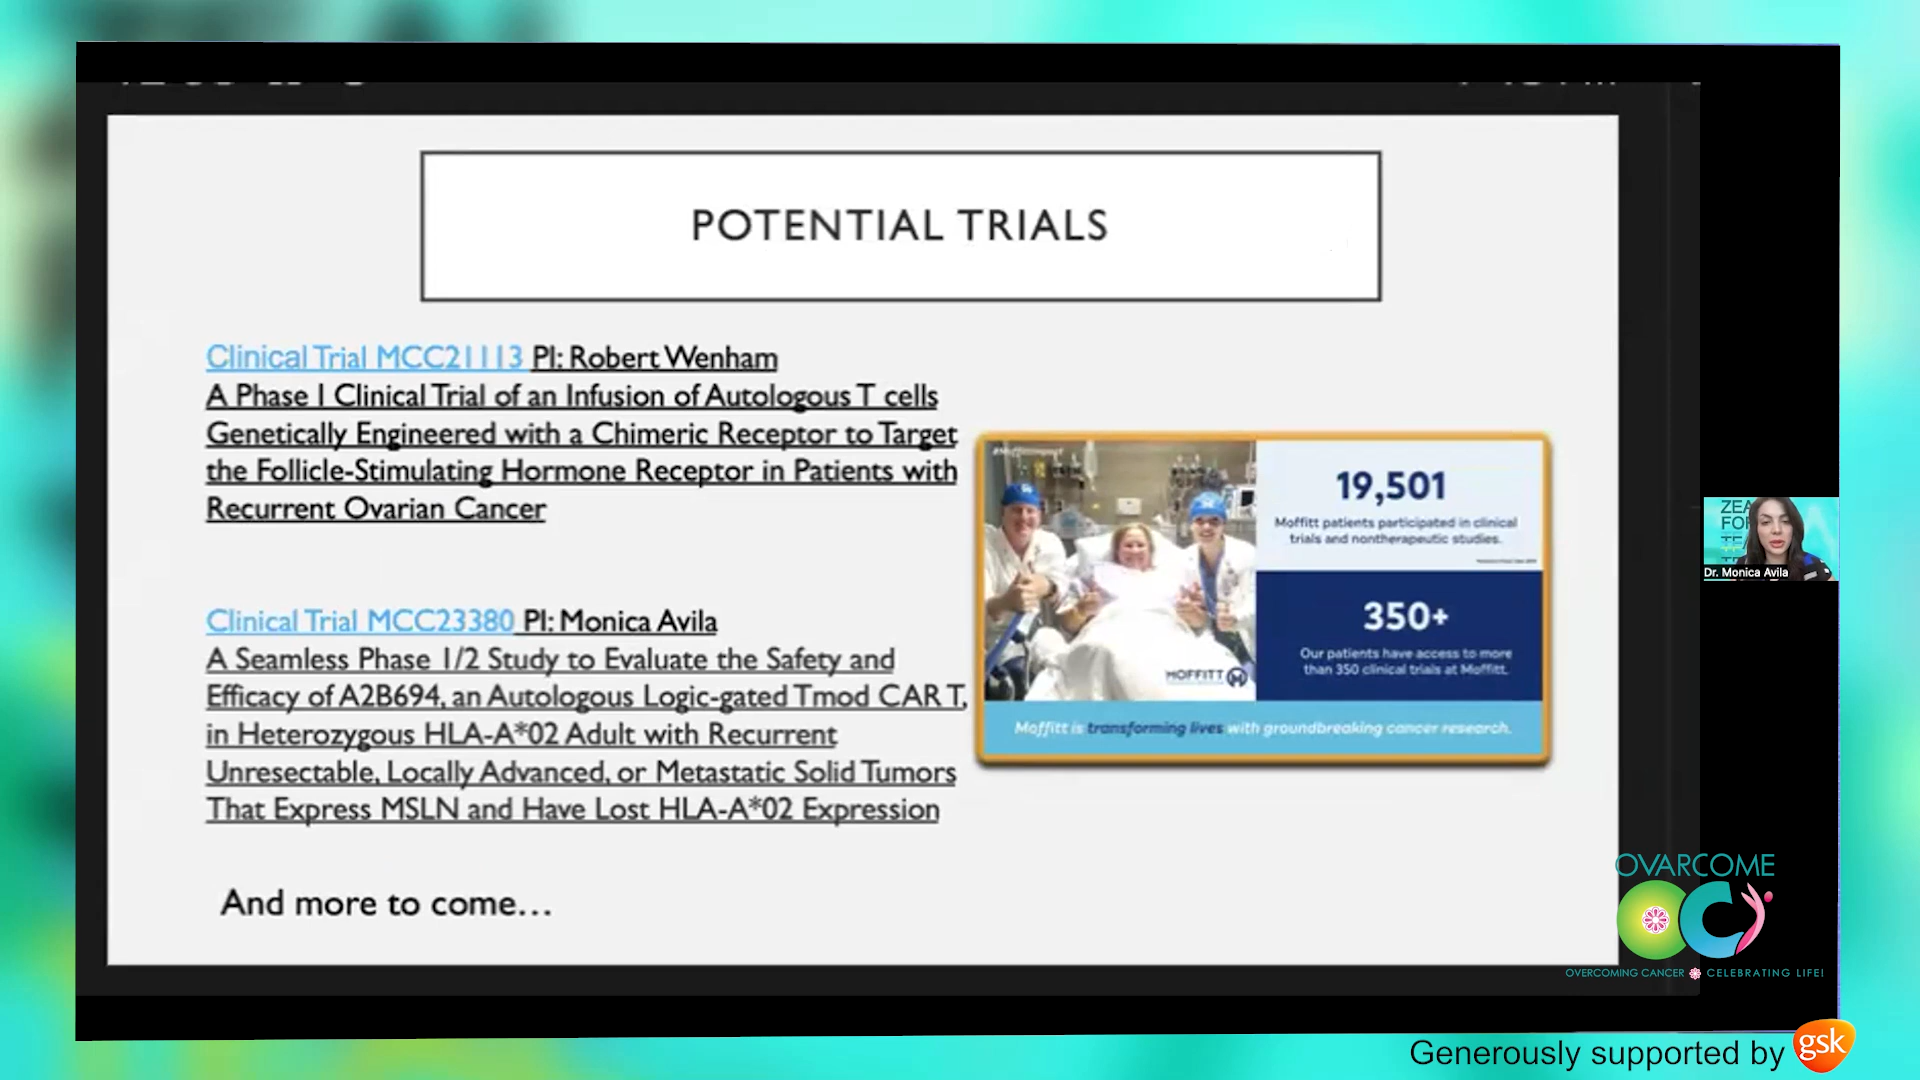 POTENTIAL TRIALS
Clinical Trial MCC21113 PI: Robert Wenham
A Phase I Clinical Trial of an Infusion of Autologous T cells
Genetically Engineered with a Chimeric Receptor to Target
the Follicle-Stimulating Hormone Receptor in Patients with
Recurrent Ovarian Cancer
Clinical Trial MCC23380 PI: Monica Avila
A Seamless Phase 1/2 Study to Evaluate the Safety and
Efficacy of A2B694, an Autologous Logic-gated Tmod CAR T,
in Heterozygous HLA-A*02 Adult with Recurrent
Unresectable, Locally Advanced, or Metastatic Solid Tumors
That Express MSLN and Have Lost HLA-A*02 Expression
And more to come...
19,501
Moffitt patients participated in clinical
trials and nontherapeutic studies.
350+
Our patients have access to more
than 350 clinical trials at Moffitt.
MOFFITT
Moffitt is transforming lives with groundbreaking cancer research.
Dr. Monica Avila
OVARCOME
OC
OVERCOMING CANCER CELEBRATING LIFE!
Generously supported by gsk